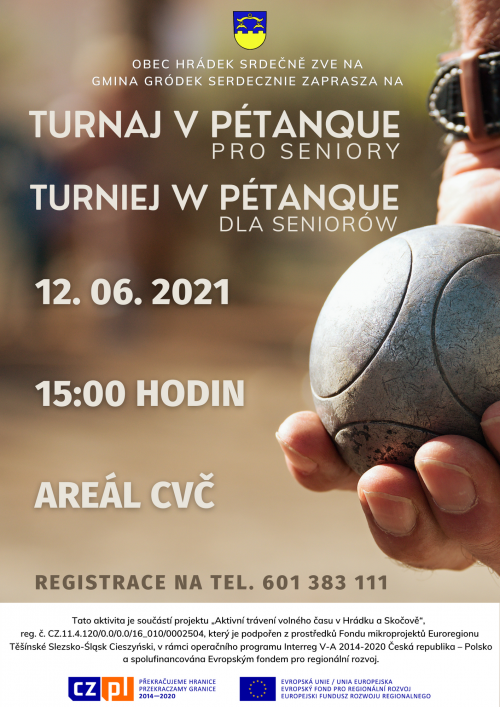 OBEC HRÁDEK SRDEČNĚ ZVE NA
GMINA GRÓDEK SERDECZNIE ZAPRASZA NA
TURNAJ V PÉTANQUE
PRO SENIORY
TURNIEJ W PÉTANQUE
DLA SENIORÓW
12. 06. 2021
15:00 HODIN
AREÁL CVČ
REGISTRACE NA TEL. 601 383 111
Tato aktivita je součástí projektu „Aktivní trávení volného času v Hrádku a Skočově“,
reg. č. CZ.11.4.120/0.0/0.0/16_010/0002504, který je podpořen z prostředků Fondu mikroprojektů Euroregionu
Těšínské Slezsko-Śląsk Cieszyński, v rámci operačního programu Interreg V-A 2014-2020 Česká republika – Polsko
a spolufinancována Evropským fondem pro regionální rozvoj.
cz pl
PŘEKRAČUJEME HRANICE
PRZEKRACZAMY GRANICE
2014—2020
EVROPSKÁ UNIE / UNIA EUROPEJSKA
EVROPSKÝ FOND PRO REGIONÁLNÍ ROZVOJ
EUROPEJSKI FUNDUSZ ROZWOJU REGIONALNEGO